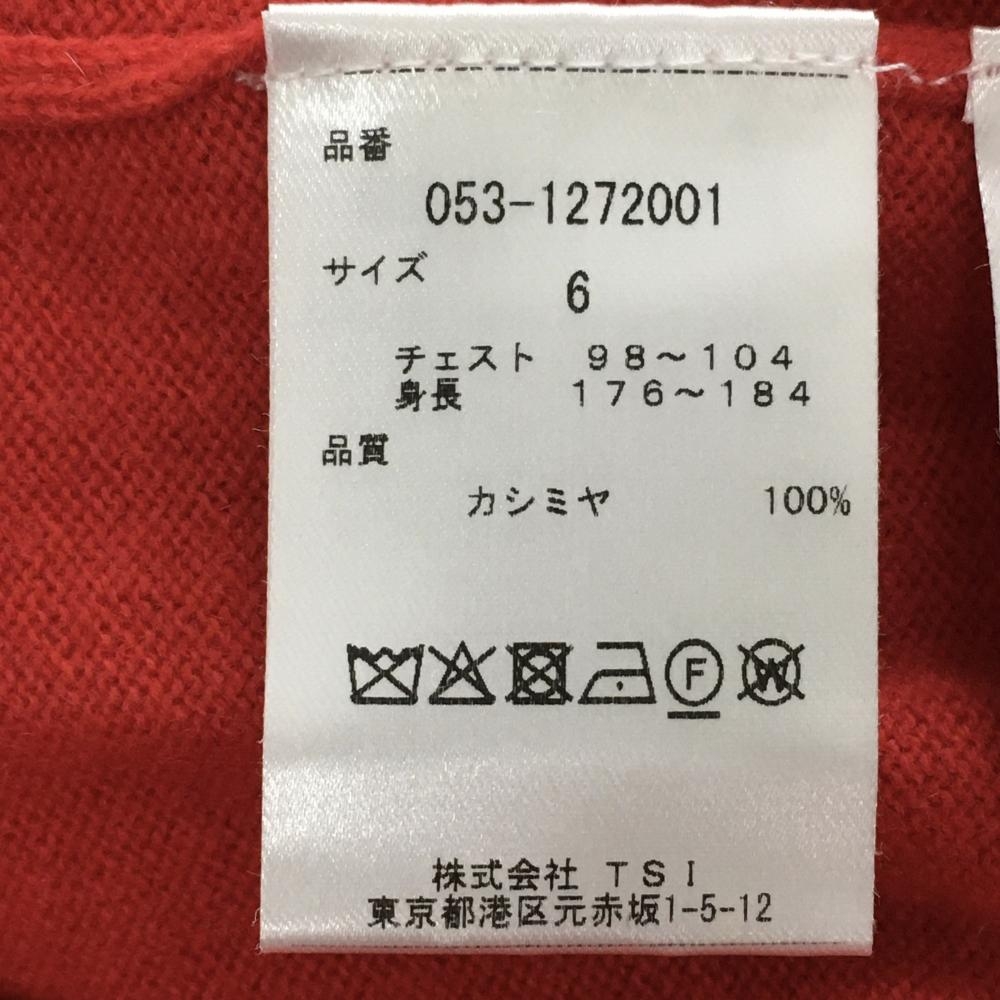 品番
053-1272001
サイズ
6
チェスト 98〜104
身長 176〜184
品質
カシミヤ 100%
F W
株式会社 TSI
東京都港区元赤坂1-5-12